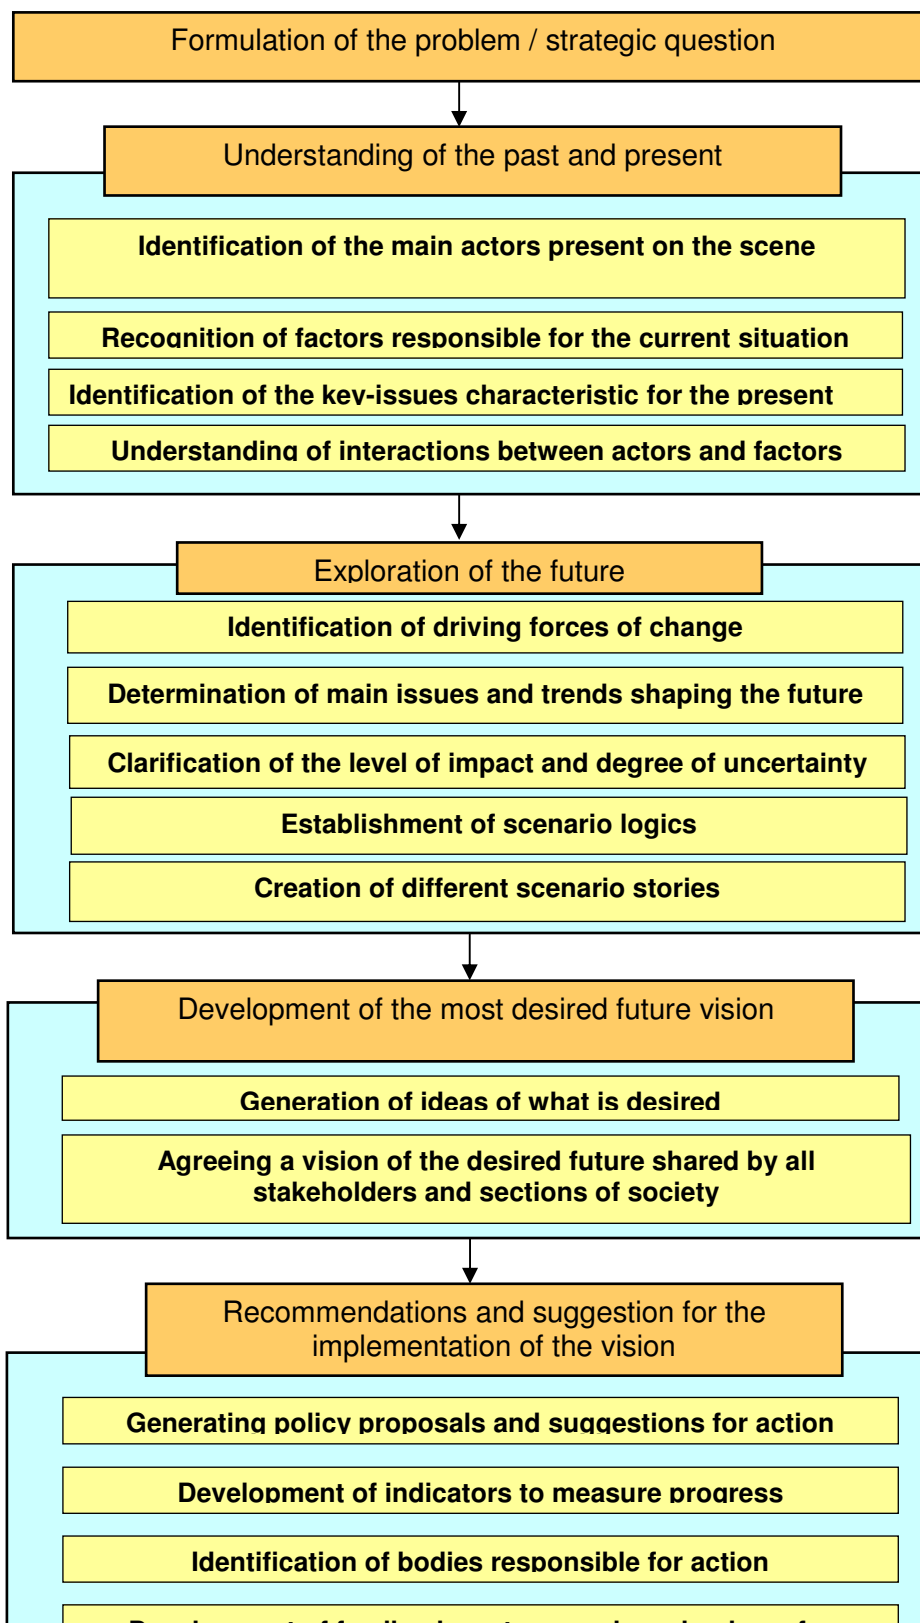 Formulation of the problem / strategic question
Understanding of the past and present
Identification of the main actors present on the scene
Recognition of factors responsible for the current situation
Identification of the key-issues characteristic for the present
Understanding of interactions between actors and factors
Exploration of the future
Identification of driving forces of change
Determination of main issues and trends shaping the future
Clarification of the level of impact and degree of uncertainty
Establishment of scenario logics
Creation of different scenario stories
Development of the most desired future vision
Generation of ideas of what is desired
Agreeing a vision of the desired future shared by all
stakeholders and sections of society
Recommendations and suggestion for the
implementation of the vision
Generating policy proposals and suggestions for action
Development of indicators to measure progress
Identification of bodies responsible for action